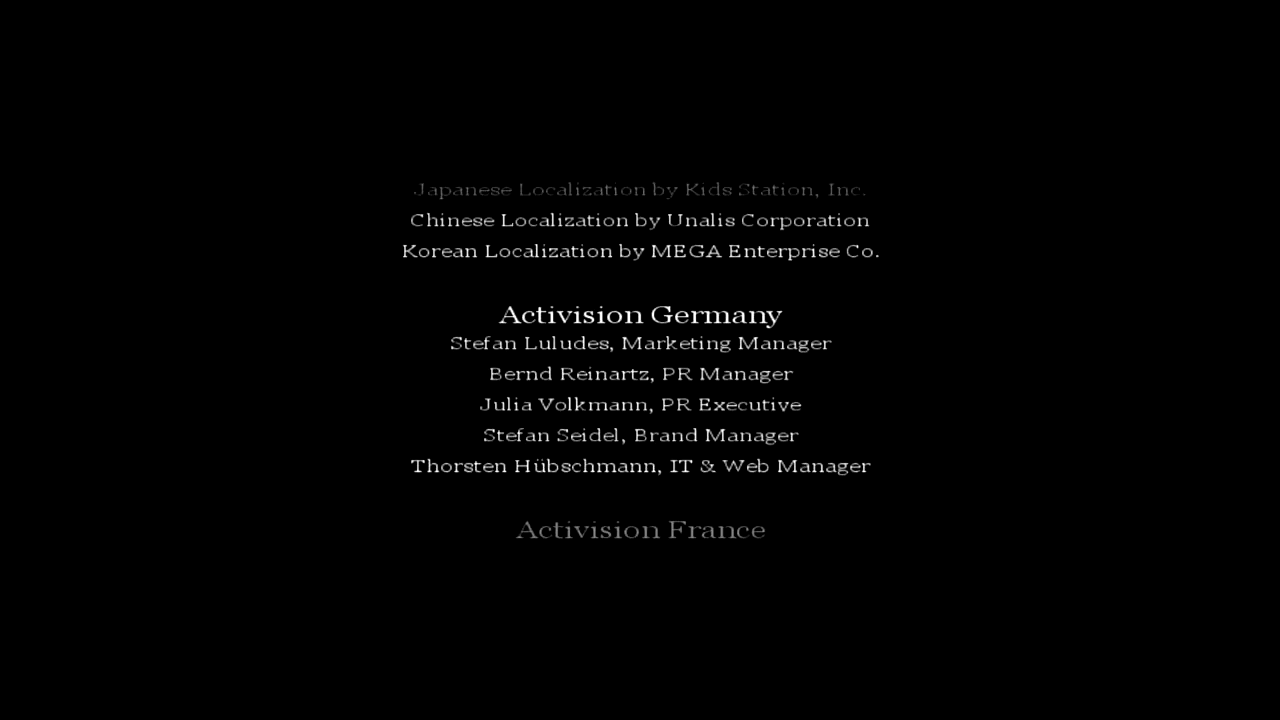 Japanese Localization by Kids Station, Inc.
Chinese Localization by Unalis Corporation
Korean Localization by MEGA Enterprise Co.
Activision Germany
Stefan Luludes, Marketing Manager
Bernd Reinartz, PR Manager
Julia Volkmann, PR Executive
Stefan Seidel, Brand Manager
Thorsten Hübschmann, IT & Web Manager
Activision France